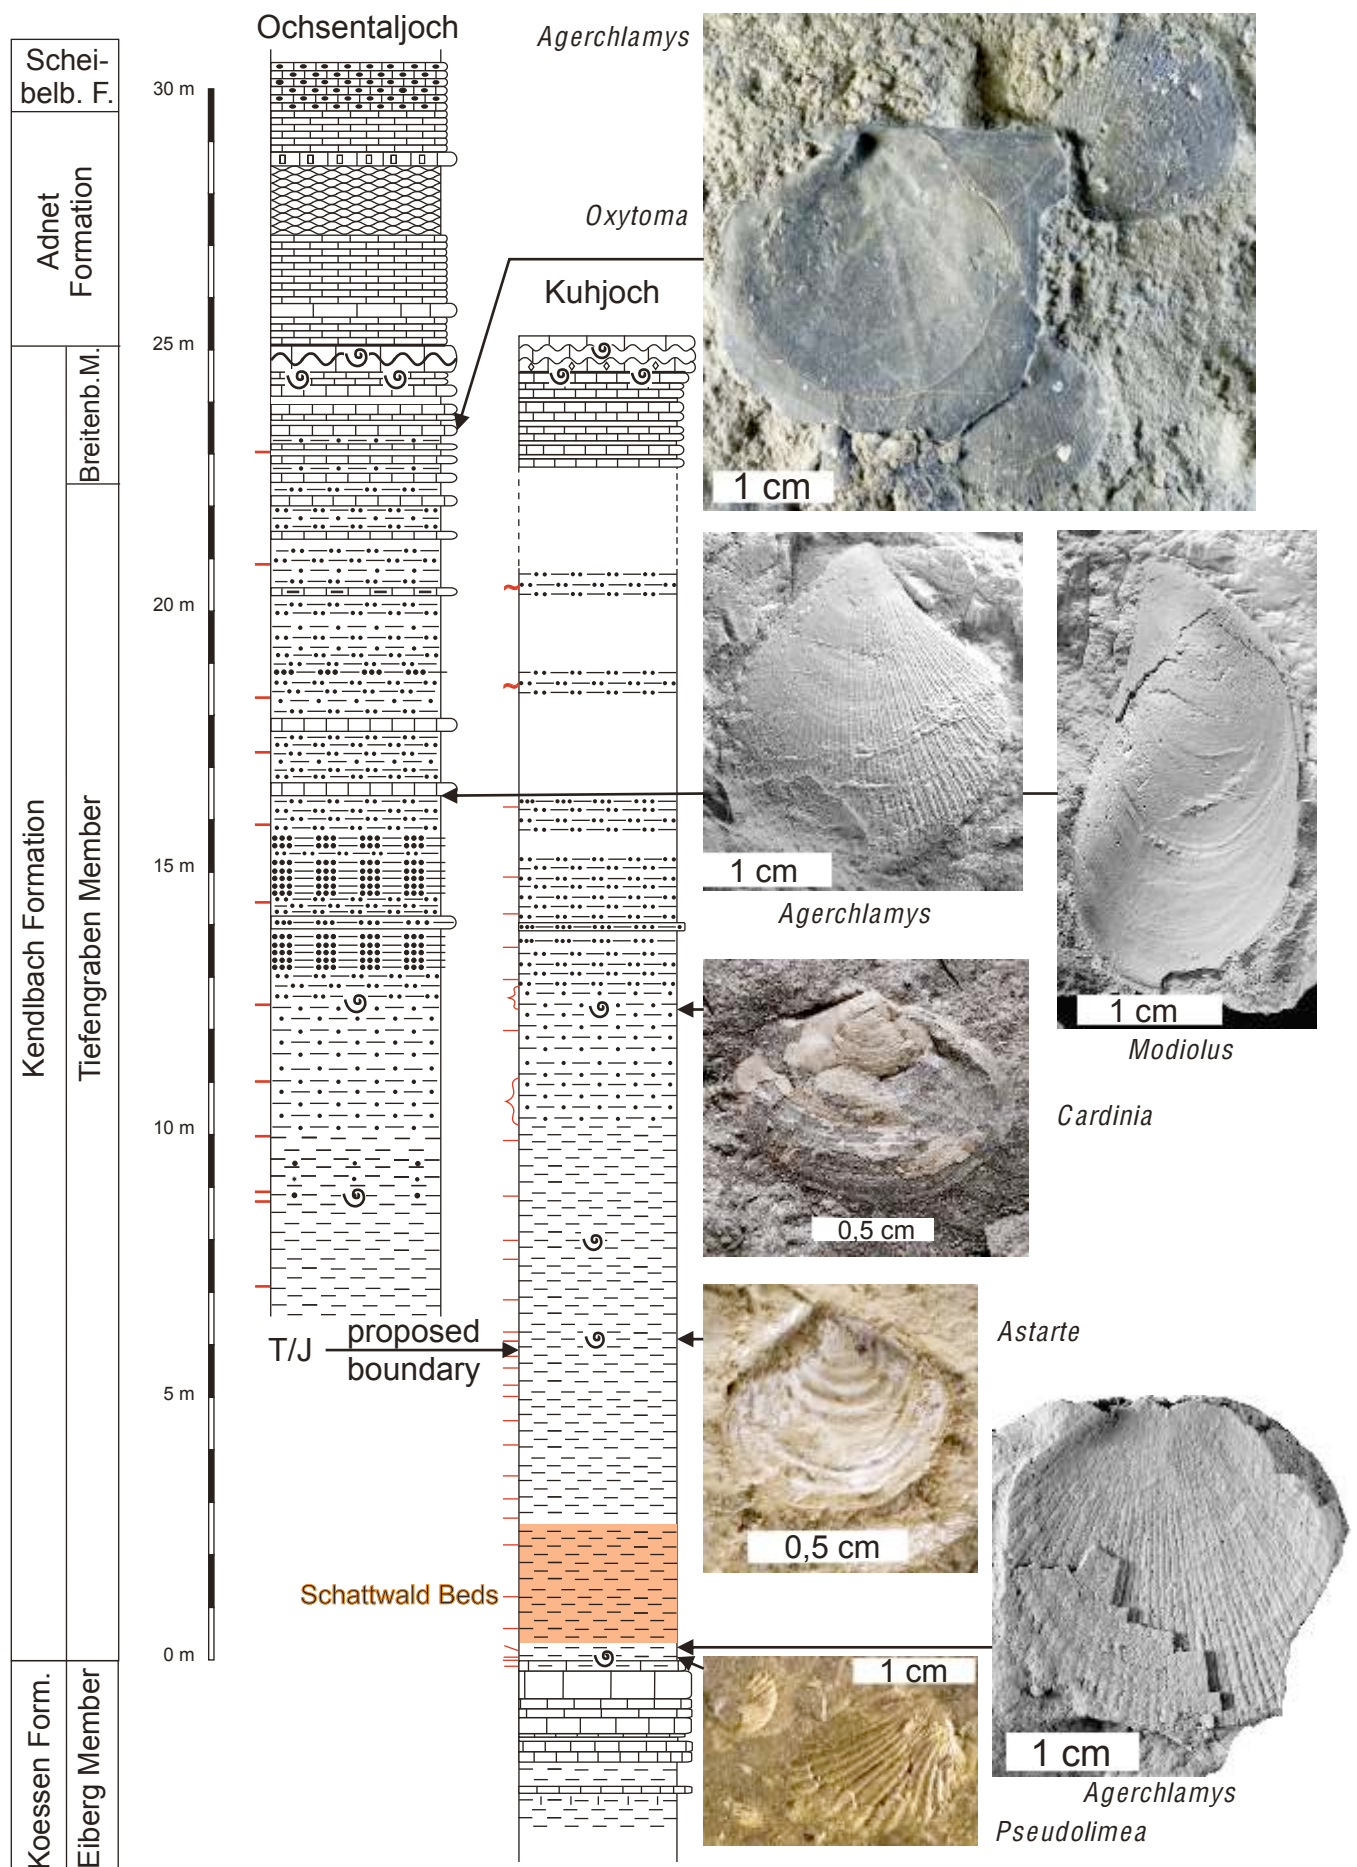 Ochsentaljoch
Agerchlamys
Schei-
belb. F.
30 m
Adnet
Formation
Oxytoma
Kuhjoch
25 m
Breitenb. M.
1 cm
20 m
Kendlbach Formation
Tiefengraben Member
15 m
1 cm
Agerchlamys
1 cm
Modiolus
10 m
Cardinia
0,5 cm
T/J
proposed
boundary
Astarte
5 m
0,5 cm
Schattwald Beds
0 m
1 cm
Koessen Form.
Eiberg Member
1 cm
Agerchlamys
Pseudolimea